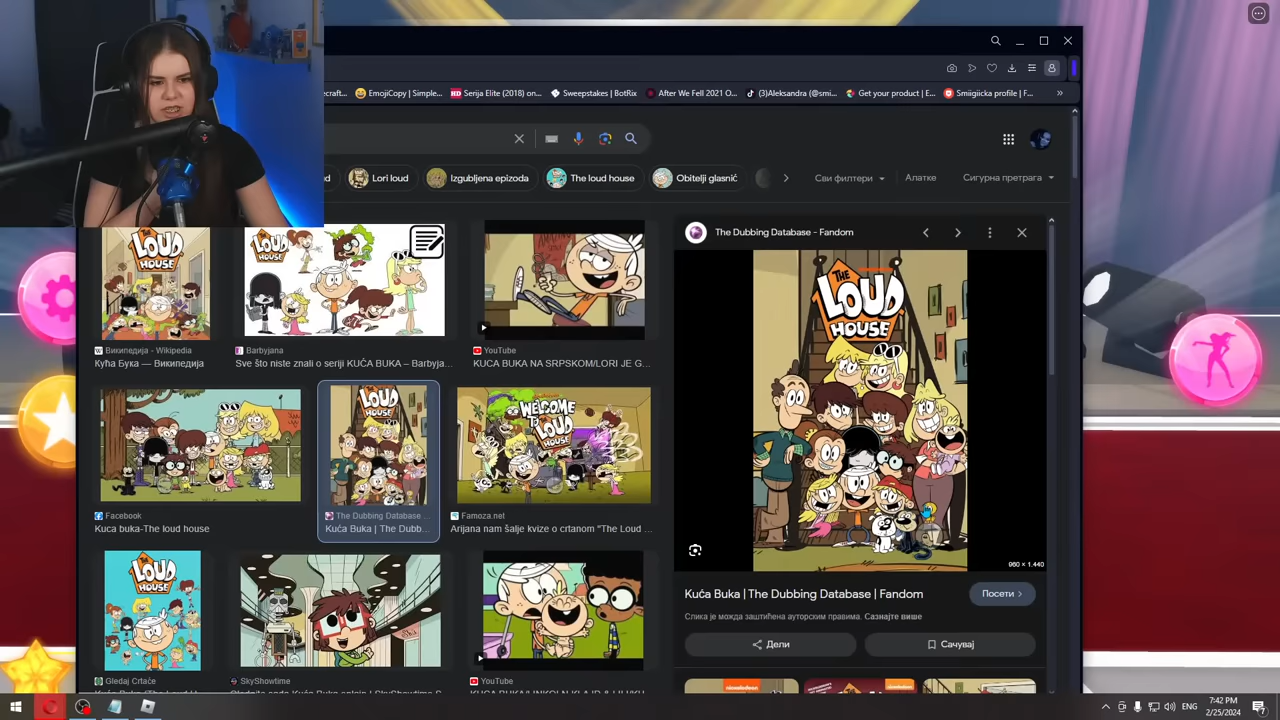 ecraft...
EmojiCopy | Simple...
Serija Elite (2018) on...
Sweepstakes | BotRix
After We Fell 2021 O...
(3)Aleksandra (@smi...
Get your product | E...
Smiigiicka profile | F...
»
ud
Lori loud
Izgubljena epizoda
The loud house
Obitelji glasnić
Сви филтери
Алатке
Сигурна претрага
The Dubbing Database - Fandom
THE LOUD HOUSE
Википедија - Wikipedia
Кућа Бука — Википедија
LOUD HOUSE
Barbyjana
Sve što niste znali o seriji KUĆA BUKA – Barbyja...
YouTube
KUCA BUKA NA SRPSKOM/LORI JE G...
Facebook
Kuca buka-The loud house
LOUD HOUSE
The Dubbing Database ...
Kuća Buka | The Dubb...
WELCOME TO LOUD HOUSE
Famoza.net
Arijana nam šalje kvize o crtanom "The Loud ...
THE LOUD HOUSE
960 × 1.440
Kuća Buka | The Dubbing Database | Fandom
Посети
Слика је можда заштићена ауторским правима. Сазнајте више
Дели
Сачувај
LOUD HOUSE
Gledaj Crtaće
SkyShowtime
YouTube
nickelodeon
ENG
7:42 PM
2/25/2024